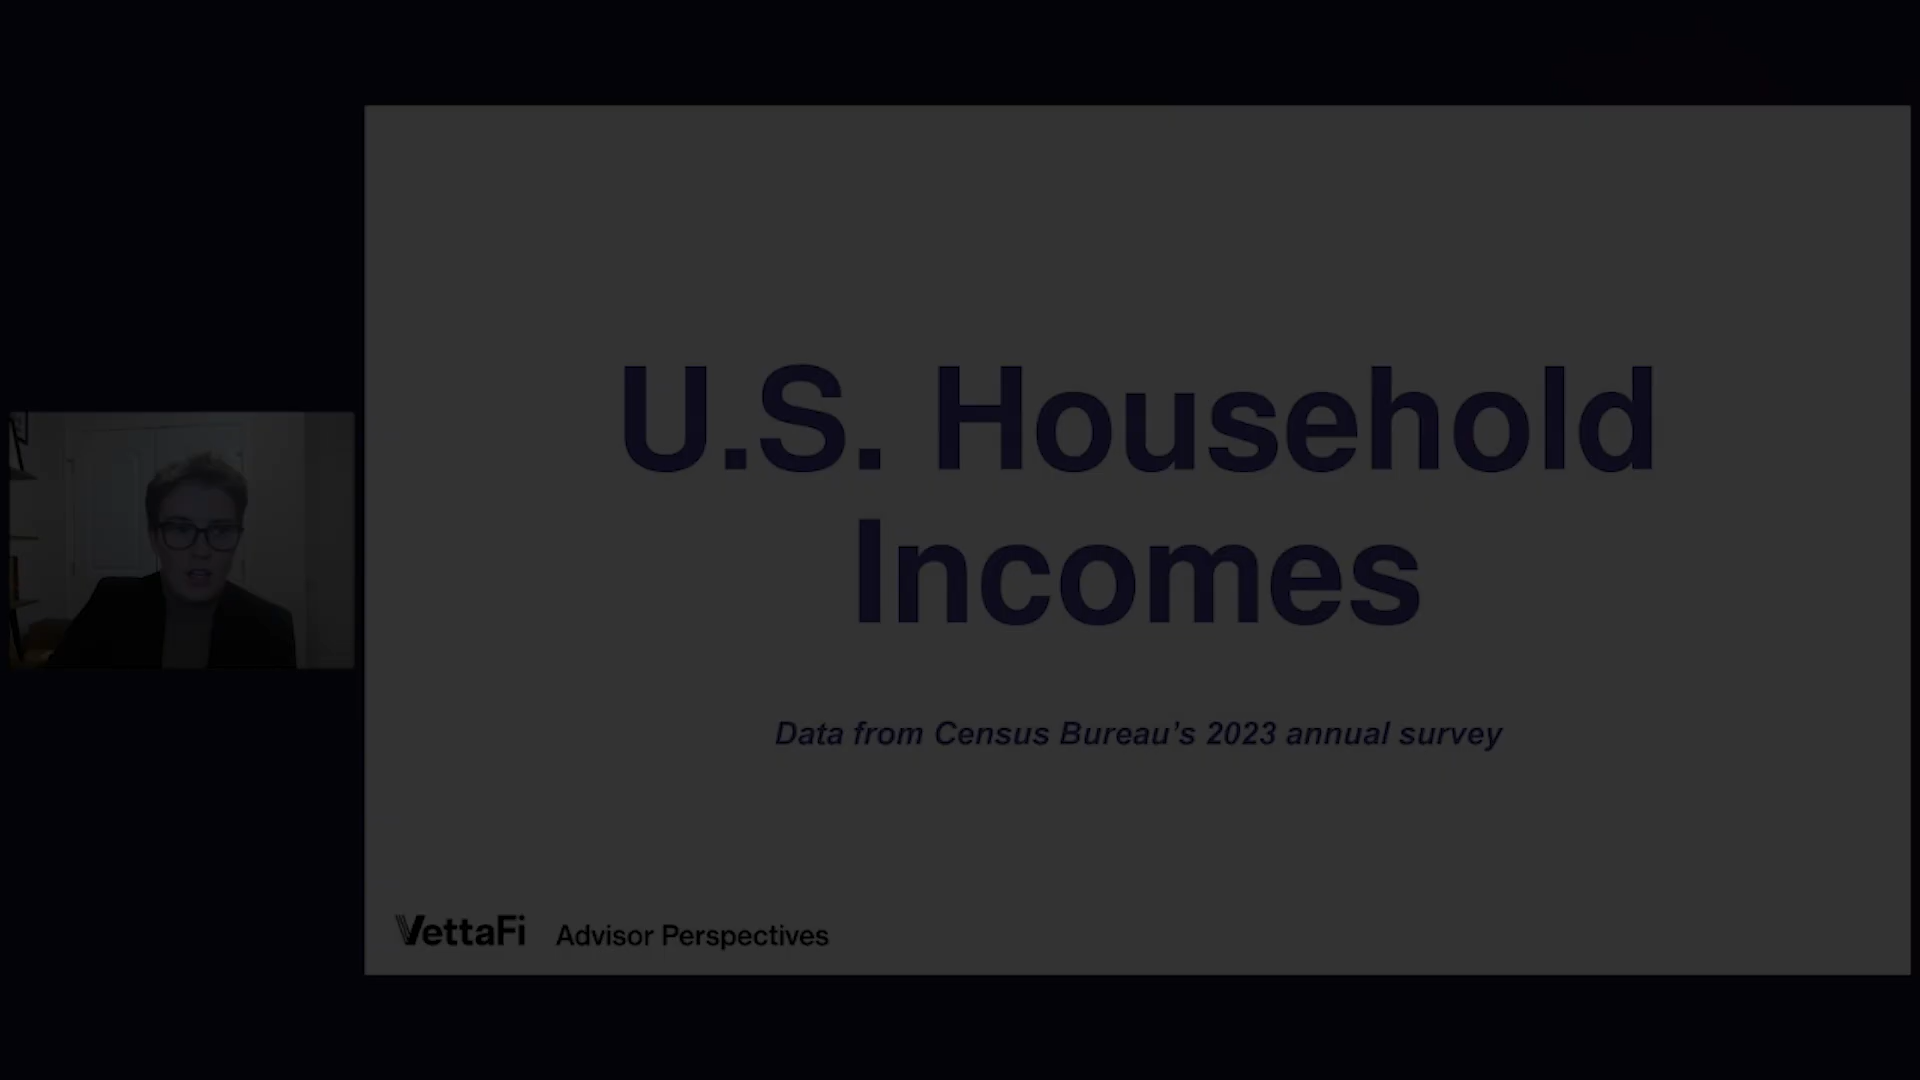 U.S. Household
Incomes
Data from Census Bureau's 2023 annual survey
VettaFi Advisor Perspectives